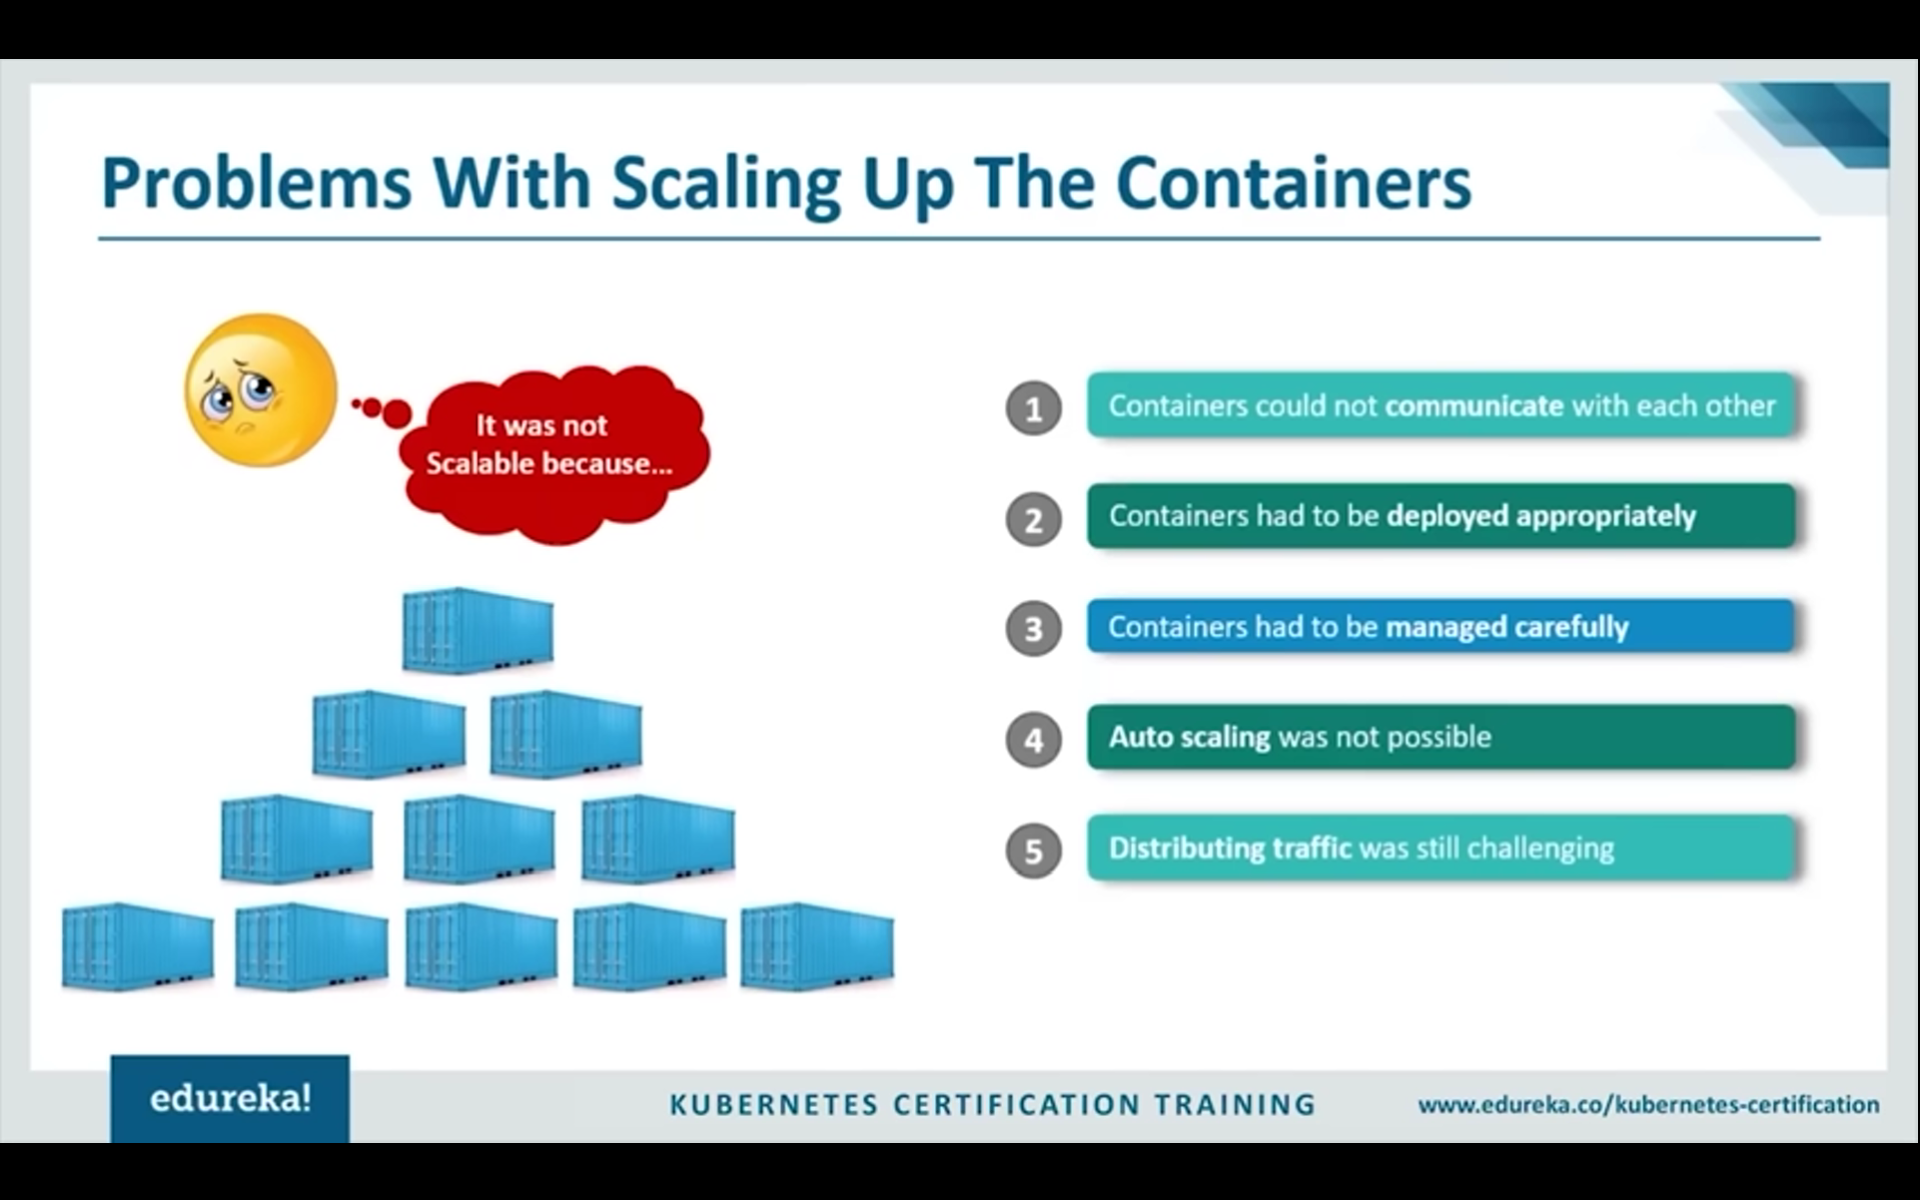 Problems With Scaling Up The Containers
It was not
Scalable because...
1
Containers could not communicate with each other
2
Containers had to be deployed appropriately
3
Containers had to be managed carefully
4
Auto scaling was not possible
5
Distributing traffic was still challenging
edureka!
KUBERNETES CERTIFICATION TRAINING
www.edureka.co/kubernetes-certification